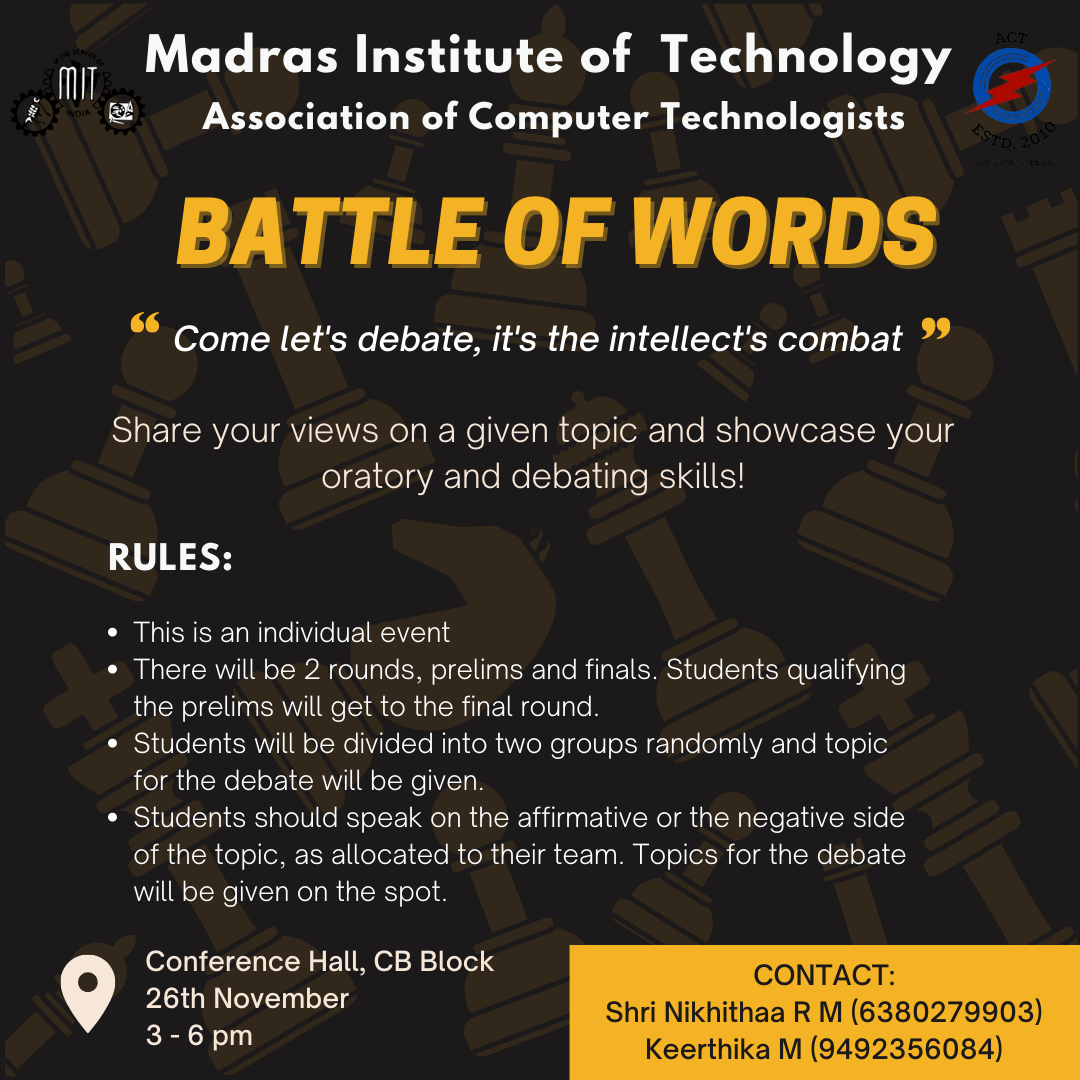 Madras Institute of Technology
Association of Computer Technologists
IN THE SERVICE OF
MIT
INDIA
ACT
ESTD. 2010
BATTLE OF WORDS
“ Come let's debate, it's the intellect's combat ”
Share your views on a given topic and showcase your
oratory and debating skills!
RULES:
• This is an individual event
• There will be 2 rounds, prelims and finals. Students qualifying
the prelims will get to the final round.
• Students will be divided into two groups randomly and topic
for the debate will be given.
• Students should speak on the affirmative or the negative side
of the topic, as allocated to their team. Topics for the debate
will be given on the spot.
Conference Hall, CB Block
26th November
3 - 6 pm
CONTACT:
Shri Nikhithaa R M (6380279903)
Keerthika M (9492356084)